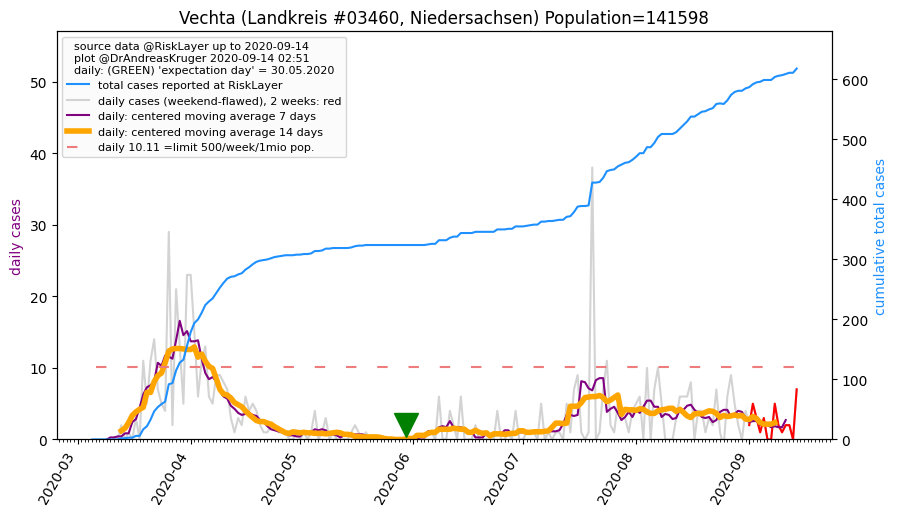 Vechta (Landkreis #03460, Niedersachsen) Population=141598
source data @RiskLayer up to 2020-09-14
plot @DrAndreasKruger 2020-09-14 02:51
daily: (GREEN) 'expectation day' = 30.05.2020
total cases reported at RiskLayer
daily cases (weekend-flawed), 2 weeks: red
daily: centered moving average 7 days
daily: centered moving average 14 days
daily 10.11 =limit 500/week/1mio pop.
daily cases
50
40
30
20
10
0
cumulative total cases
600
500
400
300
200
100
0
2020-03
2020-04
2020-05
2020-06
2020-07
2020-08
2020-09